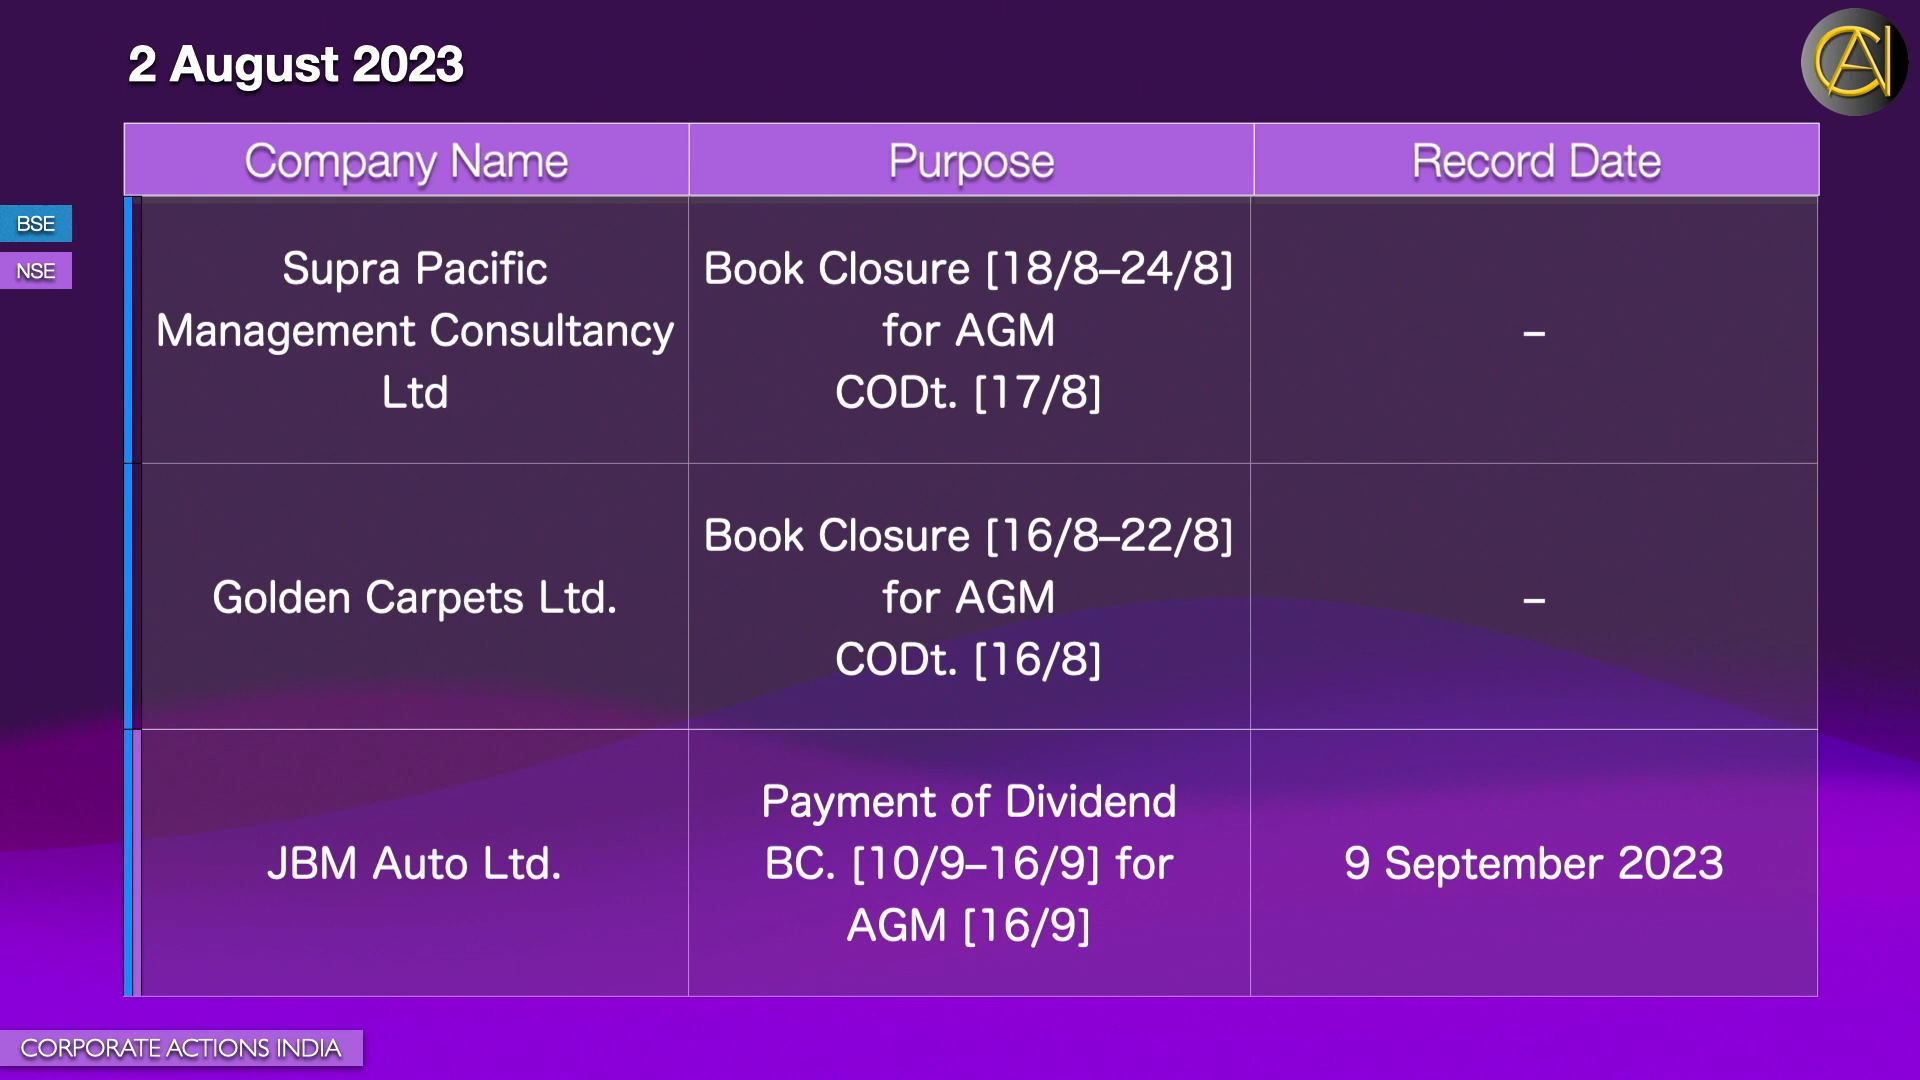 2 August 2023
CAI
Company Name
Purpose
Record Date
BSE
NSE
Supra Pacific
Management Consultancy
Ltd
Book Closure [18/8–24/8]
for AGM
CODt. [17/8]
–
Golden Carpets Ltd.
Book Closure [16/8–22/8]
for AGM
CODt. [16/8]
–
JBM Auto Ltd.
Payment of Dividend
BC. [10/9–16/9] for
AGM [16/9]
9 September 2023
CORPORATE ACTIONS INDIA